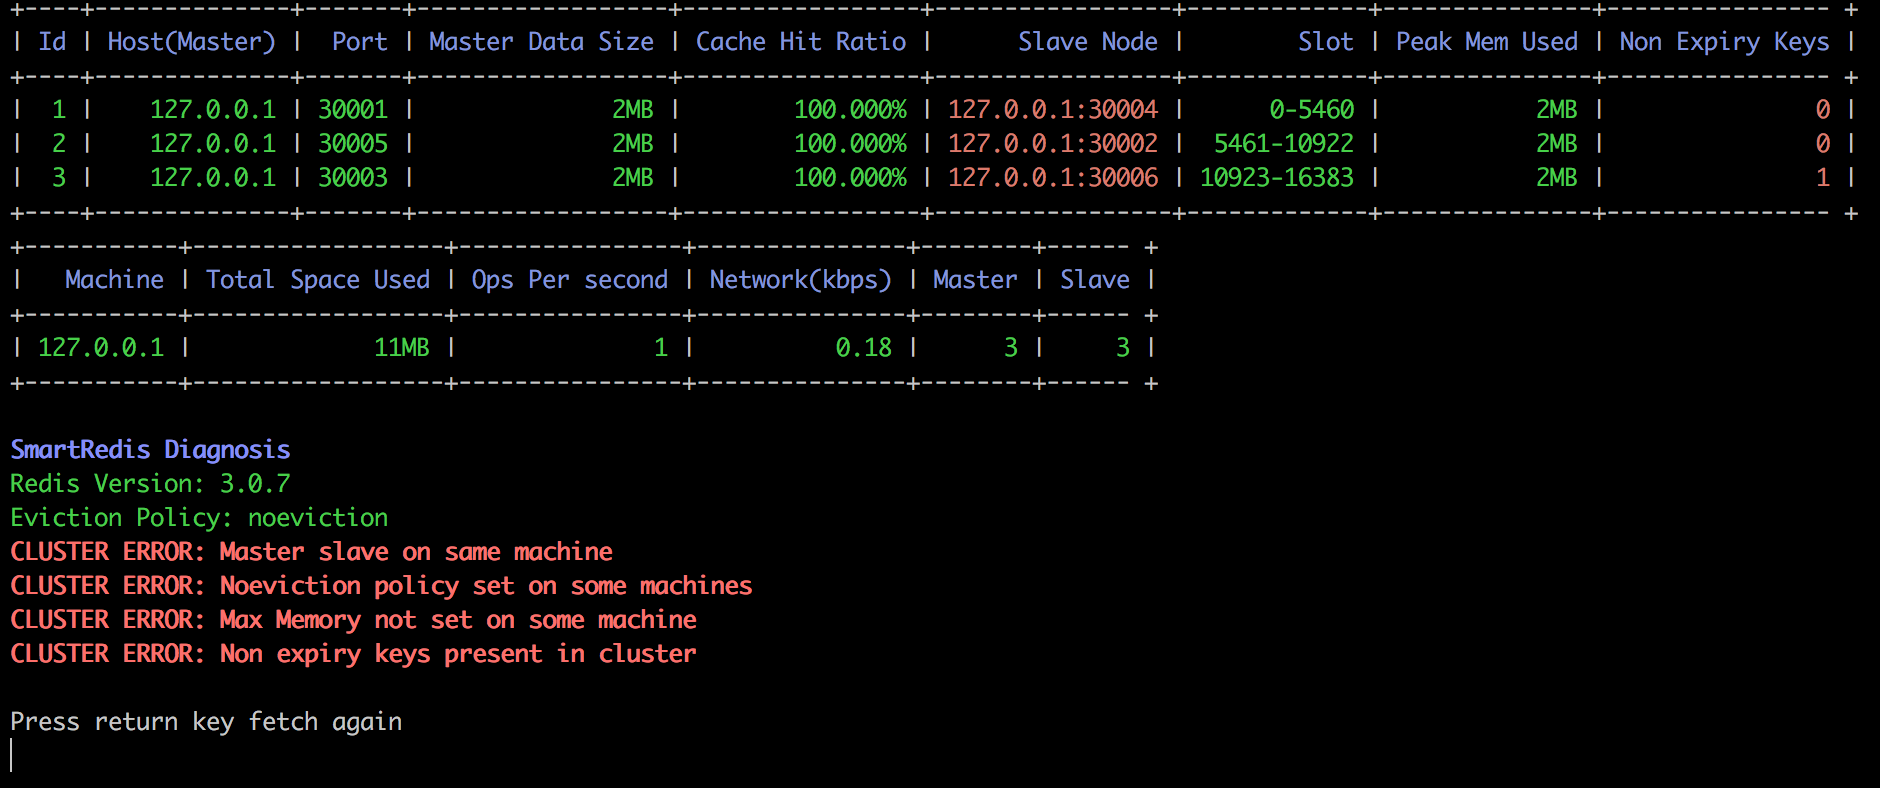 +----+--------------+-------+------------------+-----------------+-----------------+-------------+---------------+---------------- +
| Id | Host(Master) |  Port | Master Data Size | Cache Hit Ratio |      Slave Node |        Slot | Peak Mem Used | Non Expiry Keys |
+----+--------------+-------+------------------+-----------------+-----------------+-------------+---------------+---------------- +
|  1 |    127.0.0.1 | 30001 |              2MB |        100.000% | 127.0.0.1:30004 |      0-5460 |           2MB |               0 |
|  2 |    127.0.0.1 | 30005 |              2MB |        100.000% | 127.0.0.1:30002 |  5461-10922 |           2MB |               0 |
|  3 |    127.0.0.1 | 30003 |              2MB |        100.000% | 127.0.0.1:30006 | 10923-16383 |           2MB |               1 |
+----+--------------+-------+------------------+-----------------+-----------------+-------------+---------------+---------------- +
+-----------+------------------+----------------+---------------+--------+------ +
|   Machine | Total Space Used | Ops Per second | Network(kbps) | Master | Slave |
+-----------+------------------+----------------+---------------+--------+------ +
| 127.0.0.1 |             11MB |              1 |          0.18 |      3 |     3 |
+-----------+------------------+----------------+---------------+--------+------ +
SmartRedis Diagnosis
Redis Version: 3.0.7
Eviction Policy: noeviction
CLUSTER ERROR: Master slave on same machine
CLUSTER ERROR: Noeviction policy set on some machines
CLUSTER ERROR: Max Memory not set on some machine
CLUSTER ERROR: Non expiry keys present in cluster
Press return key fetch again